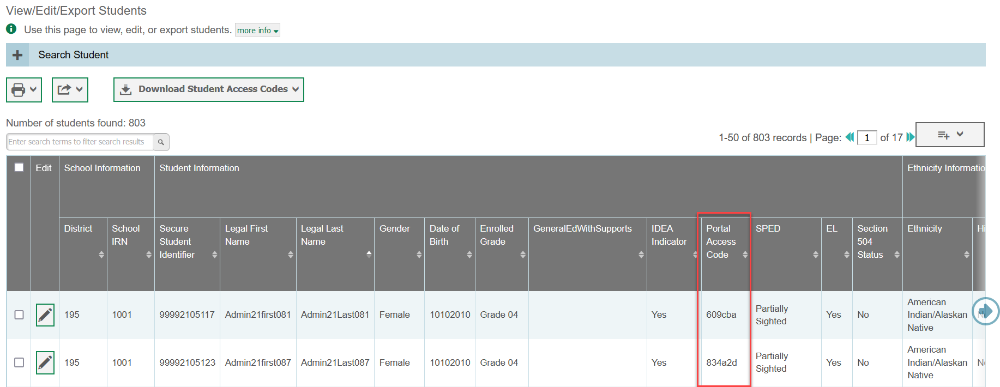 View/Edit/Export Students
Use this page to view, edit, or export students. more info
Search Student
Download Student Access Codes
Number of students found: 803
Enter search terms to filter search results
1-50 of 803 records | Page: 1 of 17
Edit School Information Student Information Ethnicity Informatio
District School IRN Secure Student Identifier Legal First Name Legal Last Name Gender Date of Birth Enrolled Grade GeneralEdWithSupports IDEA Indicator Portal Access Code SPED EL Section 504 Status Ethnicity Hi
195 1001 99992105117 Admin21first081 Admin21Last081 Female 10102010 Grade 04 Yes 609cba Partially Sighted Yes No American Indian/Alaskan Native
195 1001 99992105123 Admin21first087 Admin21Last087 Female 10102010 Grade 04 Yes 834a2d Partially Sighted Yes No American Indian/Alaskan Native No